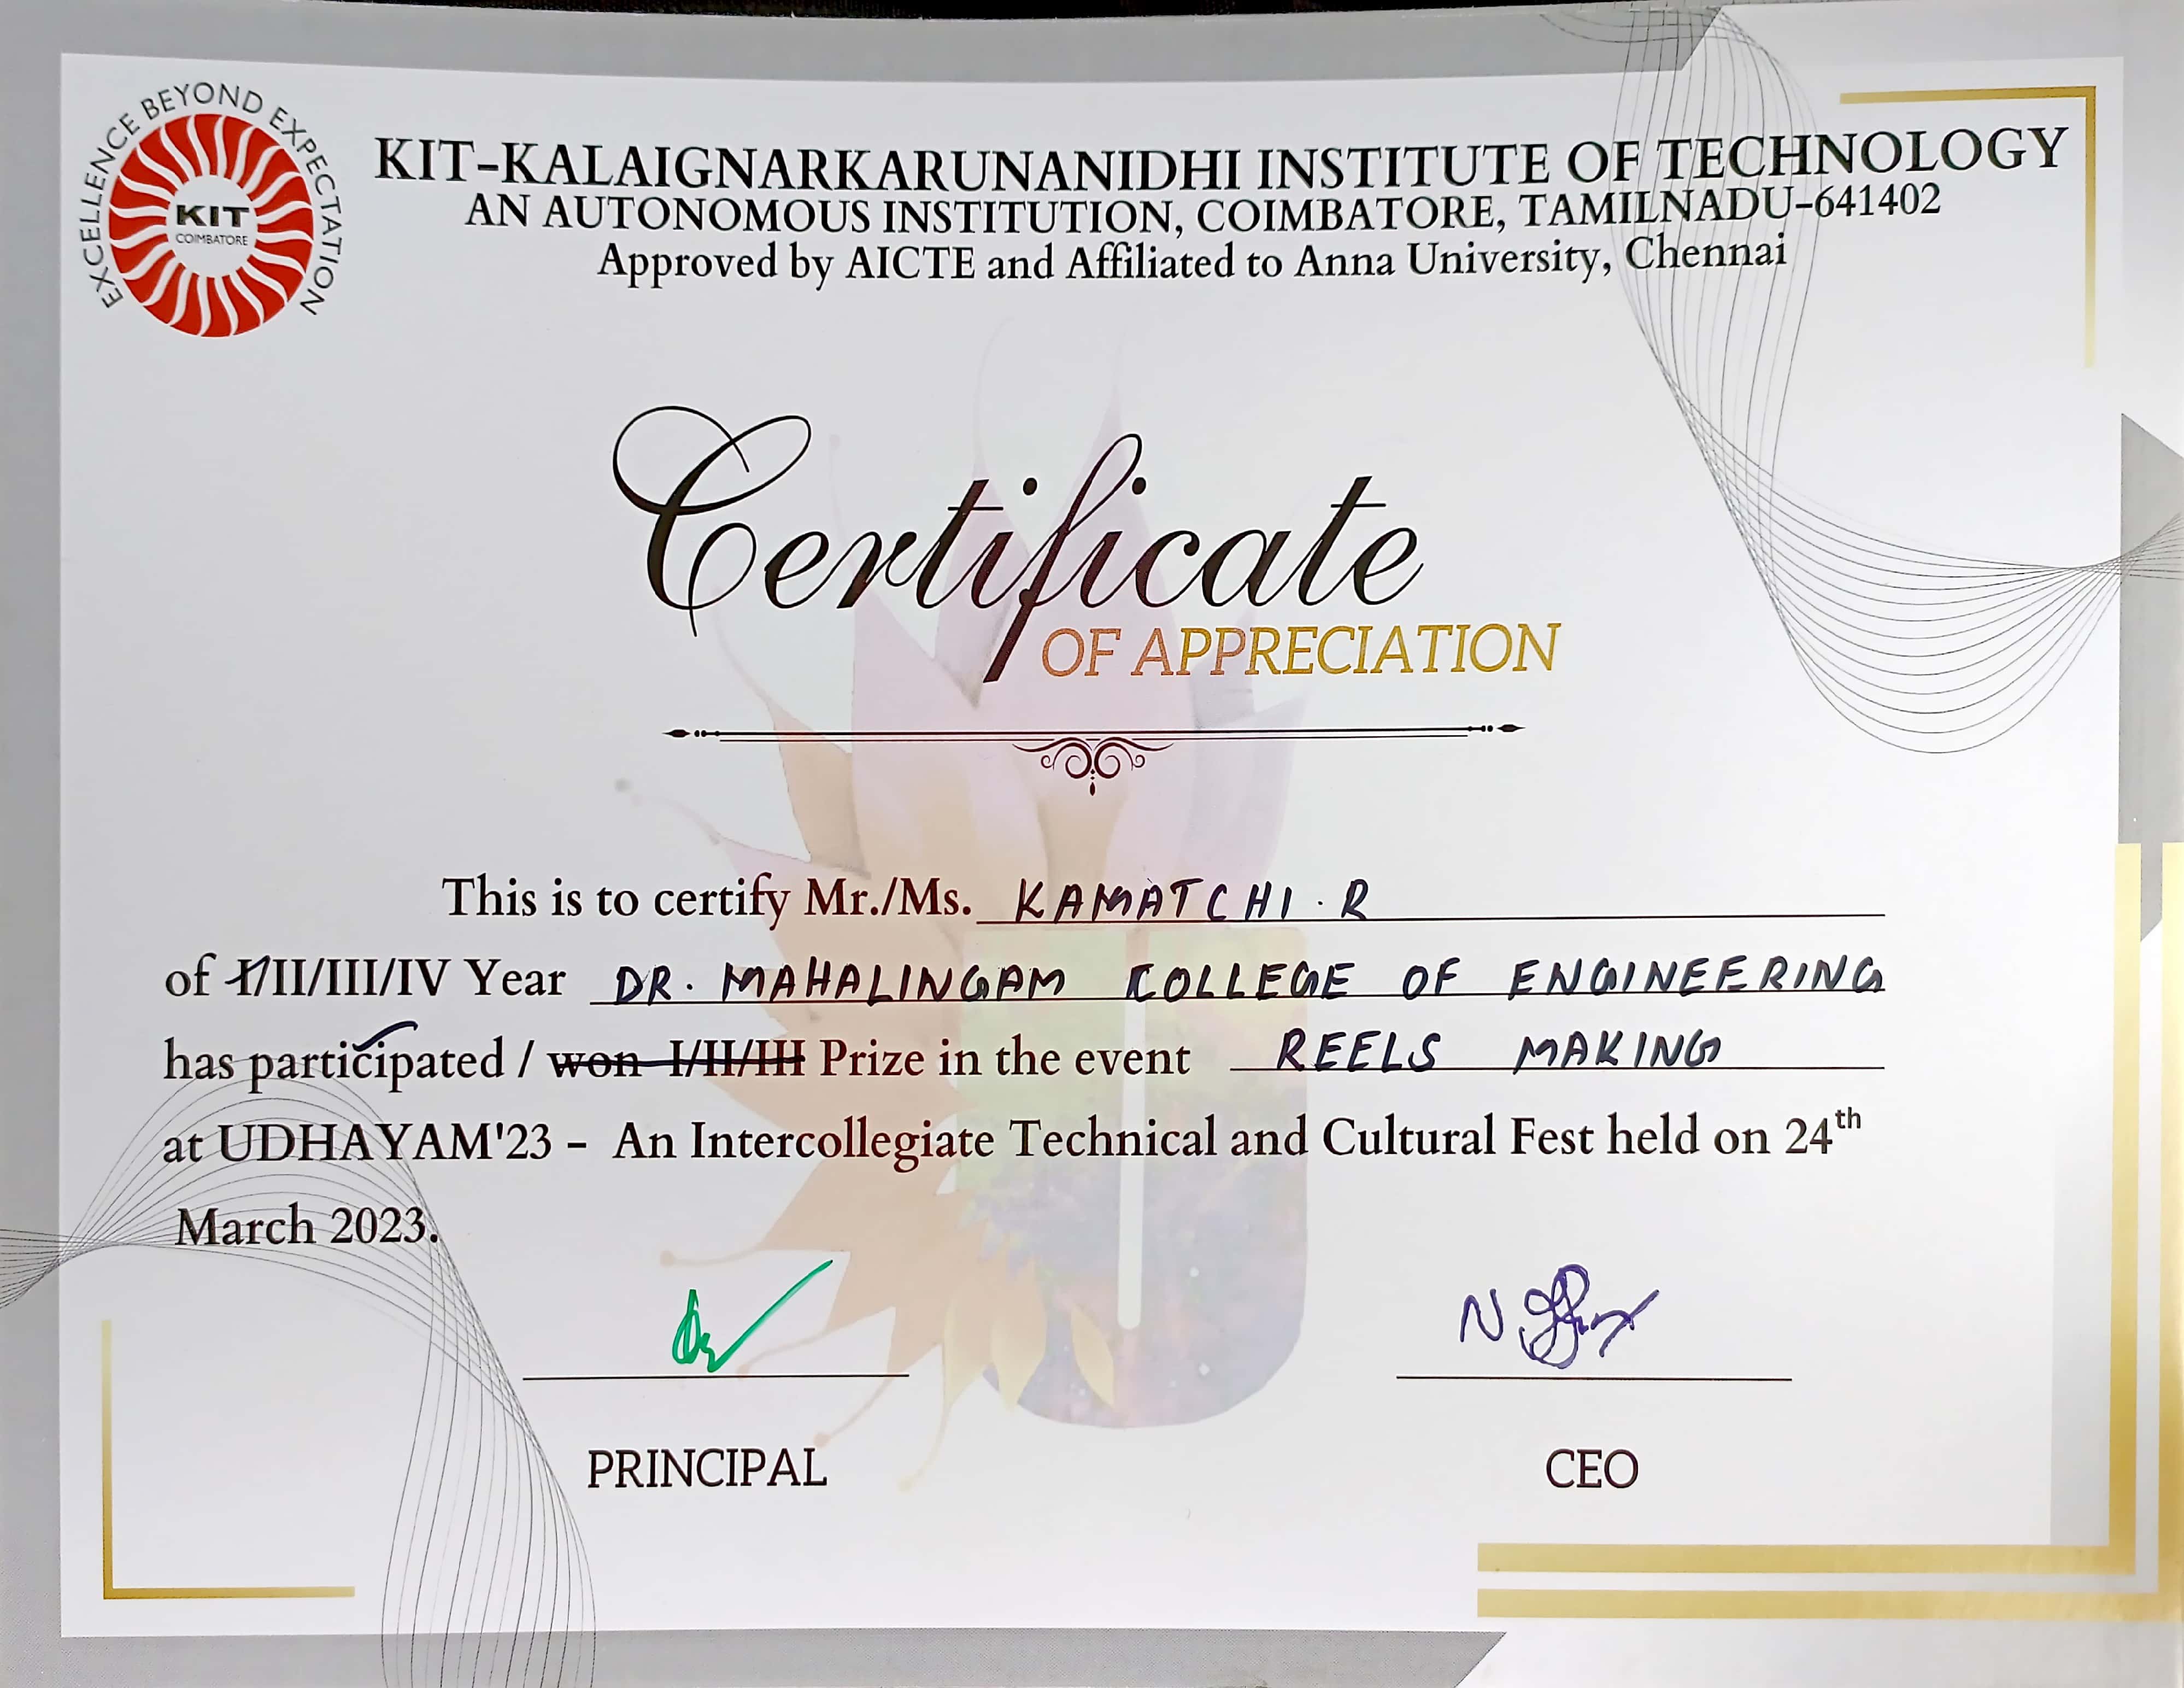 EXCELLENCE BEYOND EXPECTATION
KIT
COIMBATORE
KIT-KALAIGNARKARUNANIDHI INSTITUTE OF TECHNOLOGY
AN AUTONOMOUS INSTITUTION, COIMBATORE, TAMILNADU-641402
Approved by AICTE and Affiliated to Anna University, Chennai
Certificate
OF APPRECIATION
This is to certify Mr./Ms. KAMATCHI . R
of I/II/III/IV Year DR. MAHALINGAM COLLEGE OF ENGINEERING
has participated / won I/II/III Prize in the event REELS MAKING
at UDHAYAM'23 - An Intercollegiate Technical and Cultural Fest held on 24th
March 2023.
PRINCIPAL
CEO